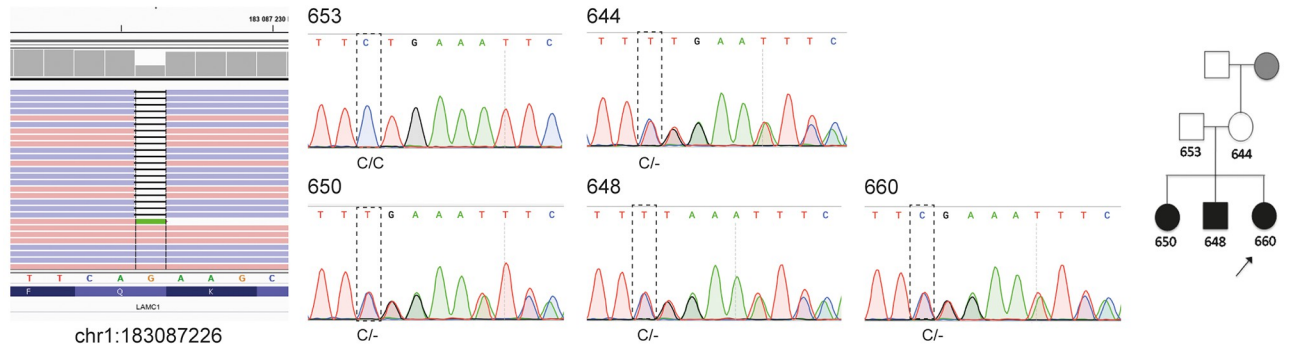 183 087 230
T T C A G A A G C
F Q K
LAMC1
chr1:183087226
653
T T C T G A A A T T C
C/C
644
T T T T G A A T T T C
C/-
650
T T T G A A A T T T C
C/-
648
T T T T A A A T T T C
C/-
660
T T C G A A A T T T C
C/-
653 644
650 648 660